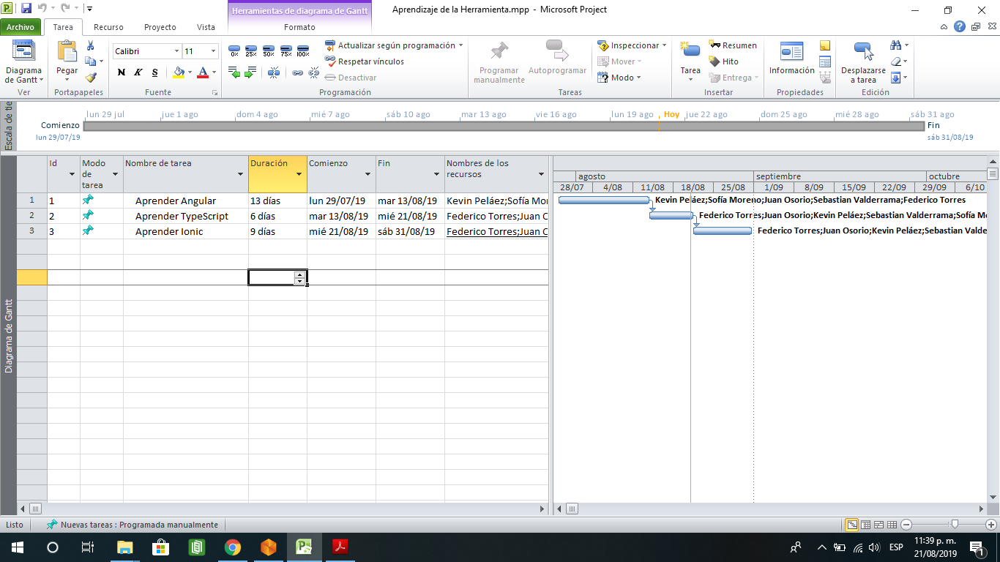 Herramientas de diagrama de Gantt
Aprendizaje de la Herramienta.mpp - Microsoft Project
Archivo Tarea Recurso Proyecto Vista Formato
Diagrama de Gantt
Ver
Pegar
Portapapeles
Calibri 11
N K S A
Fuente
0% 25% 50% 75% 100%
Actualizar según programación
Respetar vínculos
Desactivar
Programación
Programar manualmente
Autoprogramar
Inspeccionar
Mover
Modo
Tareas
Tarea
Resumen
Hito
Entrega
Insertar
Información
Propiedades
Desplazarse a tarea
Edición
Escala de tie
lun 29 jul jue 1 ago dom 4 ago mié 7 ago sáb 10 ago mar 13 ago vie 16 ago lun 19 ago Hoy jue 22 ago dom 25 ago mié 28 ago sáb 31 ago
Comienzo
lun 29/07/19
Fin
sáb 31/08/19
Id Modo de tarea Nombre de tarea Duración Comienzo Fin Nombres de los recursos
agosto septiembre octubre
28/07 4/08 11/08 18/08 25/08 1/09 8/09 15/09 22/09 29/09 6/10
1 1 Aprender Angular 13 días lun 29/07/19 mar 13/08/19 Kevin Peláez;Sofía Mor
Kevin Peláez;Sofía Moreno;Juan Osorio;Sebastian Valderrama;Federico Torres
2 2 Aprender TypeScript 6 días mar 13/08/19 mié 21/08/19 Federico Torres;Juan O
Federico Torres;Juan Osorio;Kevin Peláez;Sebastian Valderrama;Sofía M
3 3 Aprender Ionic 9 días mié 21/08/19 sáb 31/08/19 Federico Torres;Juan O
Federico Torres;Juan Osorio;Kevin Peláez;Sebastian Valde
Diagrama de Gantt
Listo Nuevas tareas : Programada manualmente
ESP
11:39 p. m.
21/08/2019
1